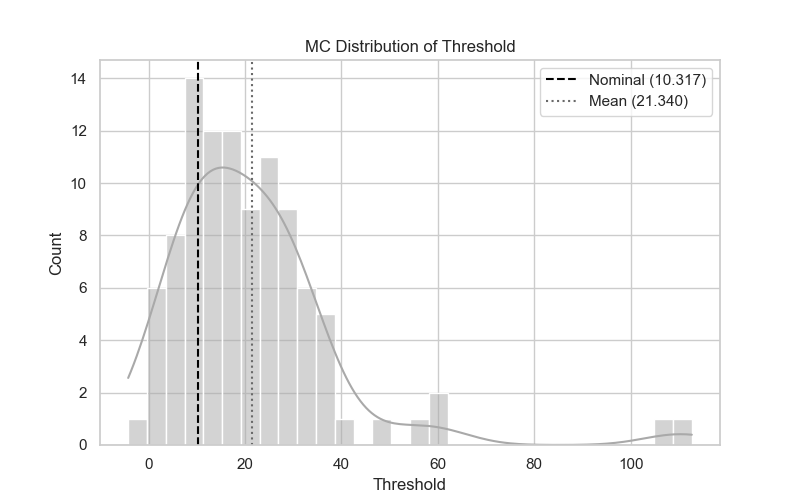 MC Distribution of Threshold
Nominal (10.317)
Mean (21.340)
Count
14
12
10
8
6
4
2
0
0 20 40 60 80 100
Threshold